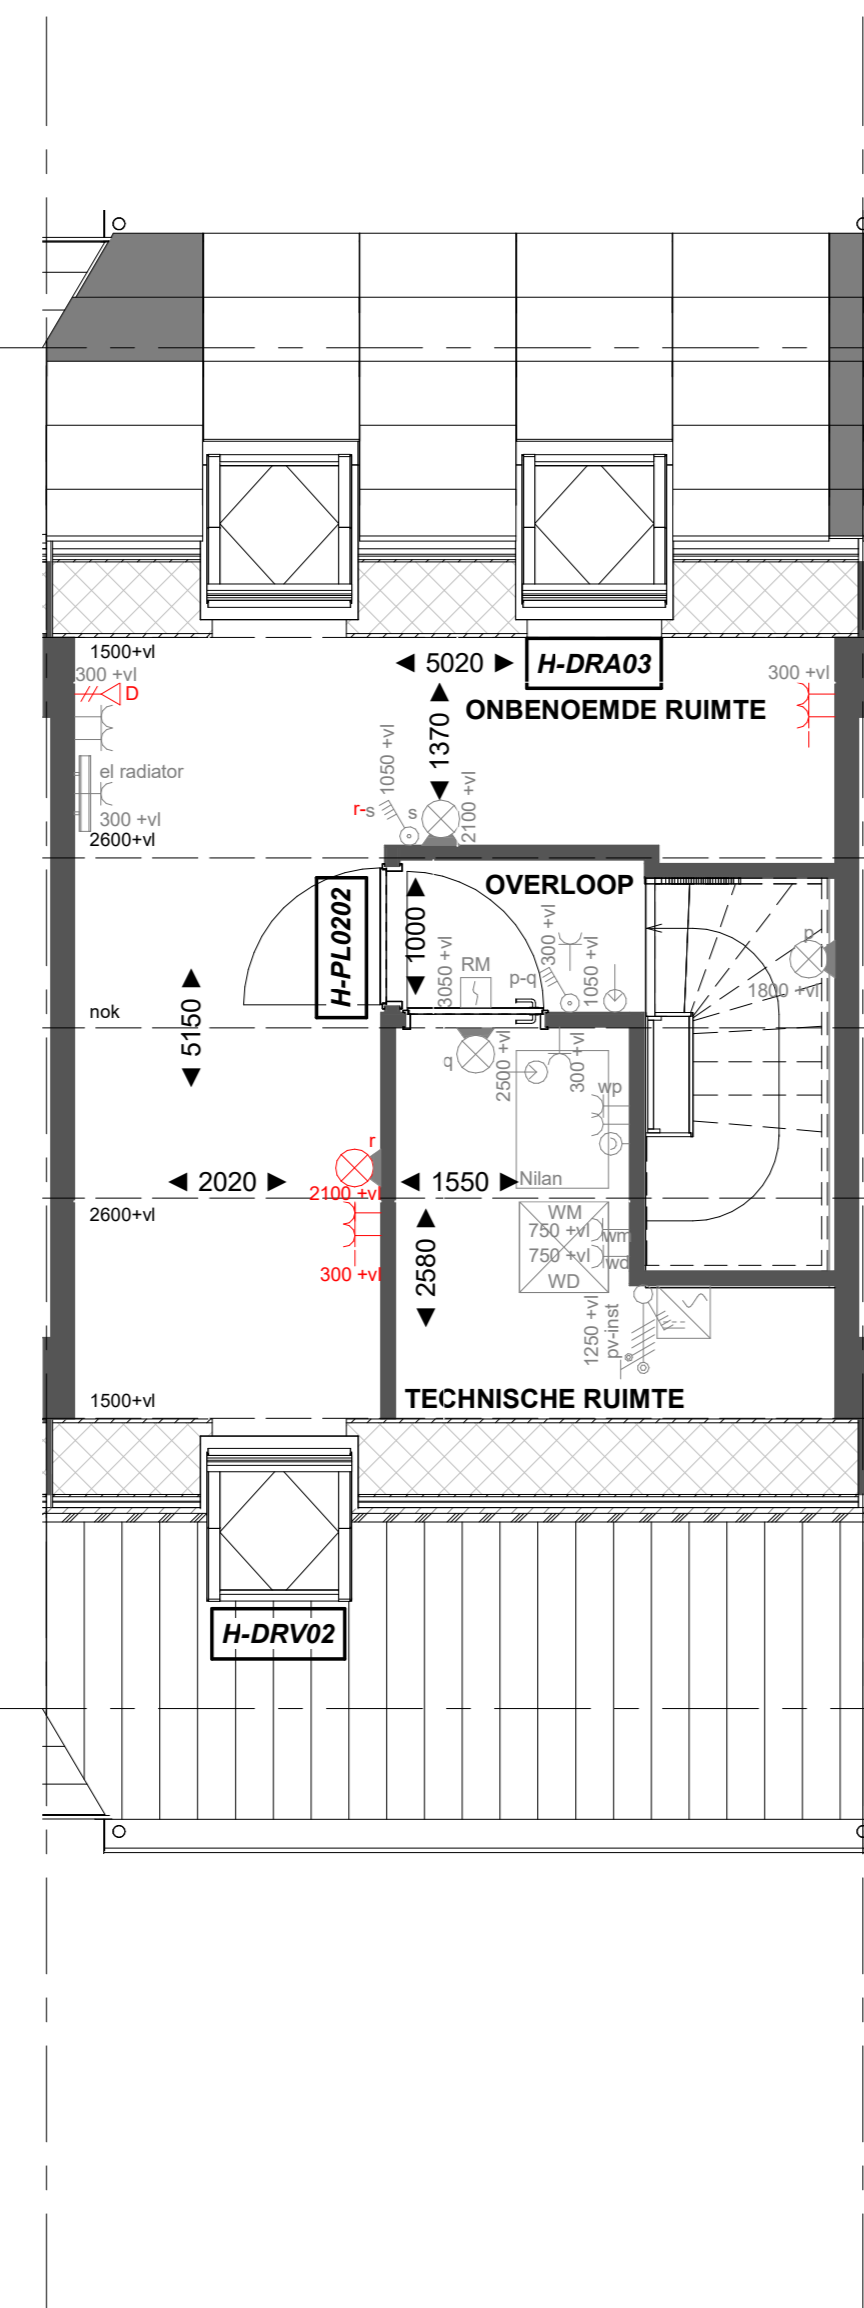 1500+vl
300 +vl
D
5020
H-DRA03
300 +vl
ONBENOEMDE RUIMTE
1370
1050 +vl
el radiator
300 +vl
r-s
s
2100 +vl
2600+vl
OVERLOOP
H-PL0202
1000
3050 +vl
RM
p-q
300 +vl
1050 +vl
p
1800 +vl
nok
5150
q
2500 +vl
300 +vl
wp
r
2100 +vl
2020
1550
Nilan
2600+vl
300 +vl
2580
WM
750 +vl
wm
750 +vl
wd
WD
1250 +vl
pv-inst
1500+vl
TECHNISCHE RUIMTE
H-DRV02